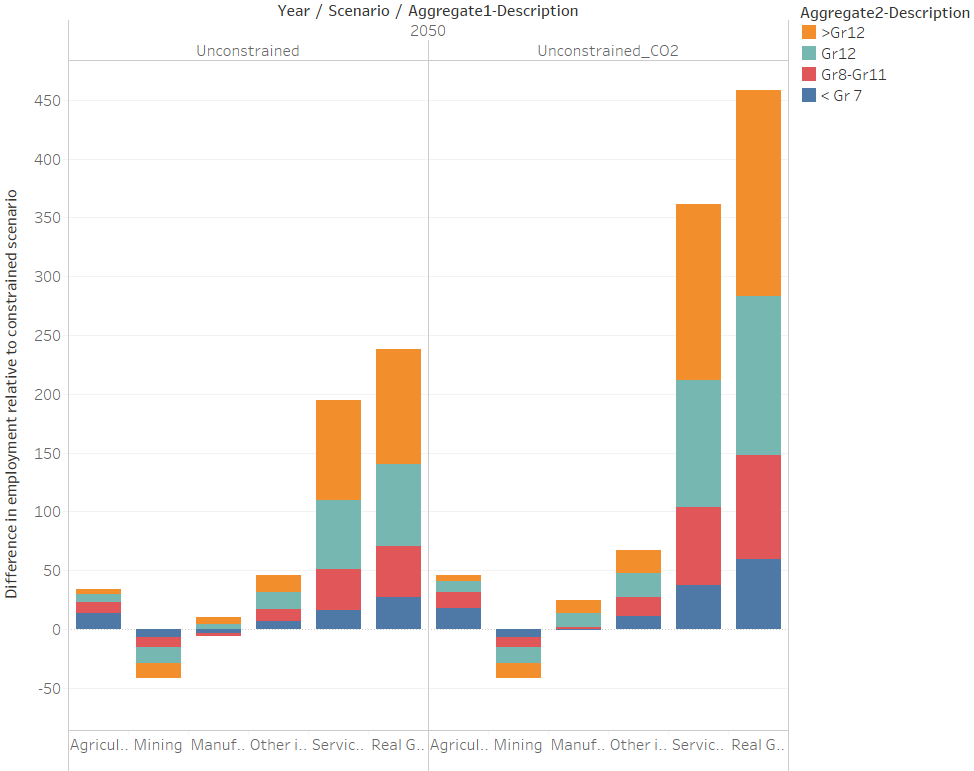 Year / Scenario / Aggregate1-Description
2050
Unconstrained
Unconstrained_CO2
Aggregate2-Description
>Gr12
Gr12
Gr8-Gr11
< Gr 7
Difference in employment relative to constrained scenario
450
400
350
300
250
200
150
100
50
0
-50
Agricul.. Mining Manuf.. Other i.. Servic.. Real G.. Agricul.. Mining Manuf.. Other i.. Servic.. Real G..